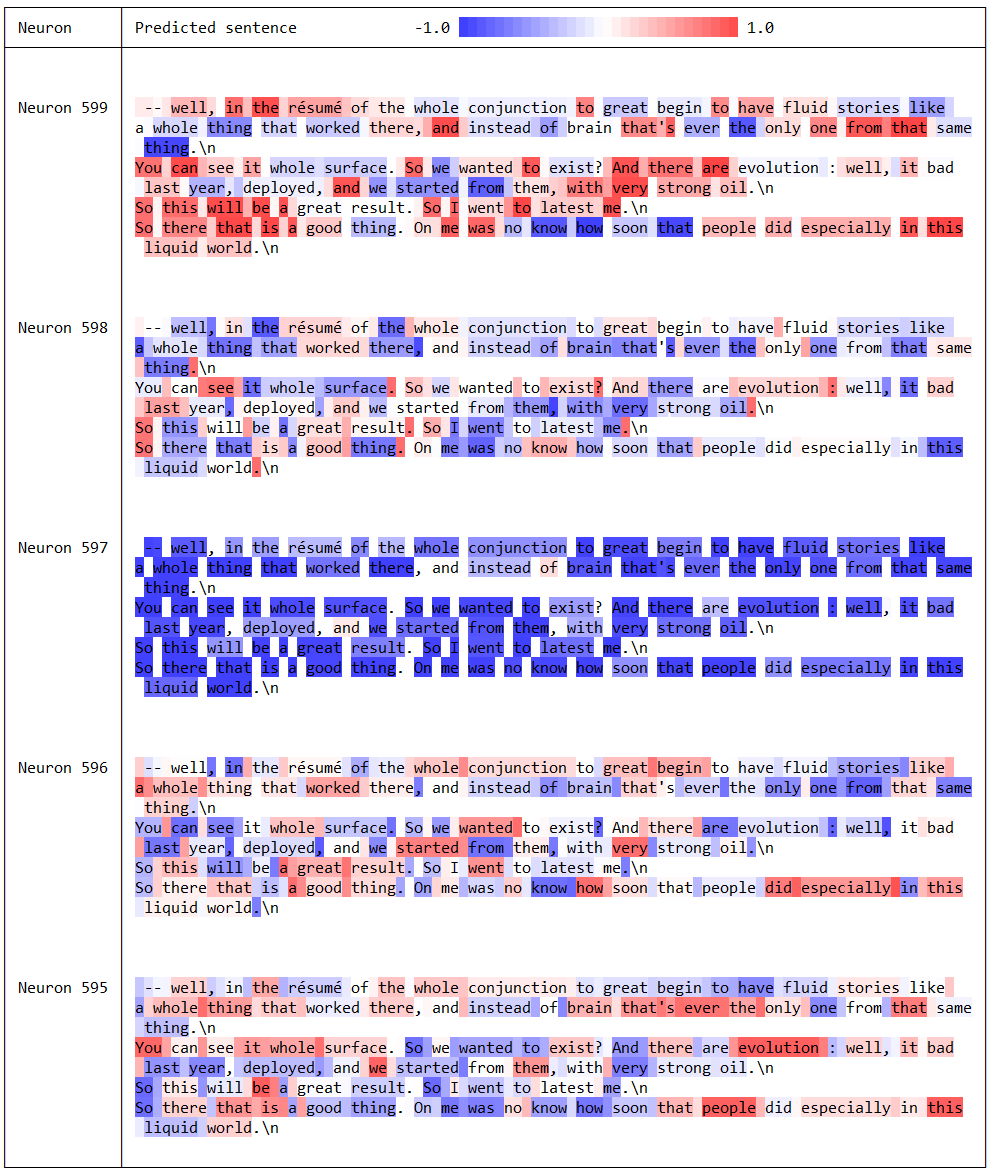 Neuron Predicted sentence -1.0 1.0
Neuron 599 -- well, in the résumé of the whole conjunction to great begin to have fluid stories like
a whole thing that worked there, and instead of brain that's ever the only one from that same
thing.\n
You can see it whole surface. So we wanted to exist? And there are evolution : well, it bad
last year, deployed, and we started from them, with very strong oil.\n
So this will be a great result. So I went to latest me.\n
So there that is a good thing. On me was no know how soon that people did especially in this
liquid world.\n
Neuron 598 -- well, in the résumé of the whole conjunction to great begin to have fluid stories like
a whole thing that worked there, and instead of brain that's ever the only one from that same
thing.\n
You can see it whole surface. So we wanted to exist? And there are evolution : well, it bad
last year, deployed, and we started from them, with very strong oil.\n
So this will be a great result. So I went to latest me.\n
So there that is a good thing. On me was no know how soon that people did especially in this
liquid world.\n
Neuron 597 -- well, in the résumé of the whole conjunction to great begin to have fluid stories like
a whole thing that worked there, and instead of brain that's ever the only one from that same
thing.\n
You can see it whole surface. So we wanted to exist? And there are evolution : well, it bad
last year, deployed, and we started from them, with very strong oil.\n
So this will be a great result. So I went to latest me.\n
So there that is a good thing. On me was no know how soon that people did especially in this
liquid world.\n
Neuron 596 -- well, in the résumé of the whole conjunction to great begin to have fluid stories like
a whole thing that worked there, and instead of brain that's ever the only one from that same
thing.\n
You can see it whole surface. So we wanted to exist? And there are evolution : well, it bad
last year, deployed, and we started from them, with very strong oil.\n
So this will be a great result. So I went to latest me.\n
So there that is a good thing. On me was no know how soon that people did especially in this
liquid world.\n
Neuron 595 -- well, in the résumé of the whole conjunction to great begin to have fluid stories like
a whole thing that worked there, and instead of brain that's ever the only one from that same
thing.\n
You can see it whole surface. So we wanted to exist? And there are evolution : well, it bad
last year, deployed, and we started from them, with very strong oil.\n
So this will be a great result. So I went to latest me.\n
So there that is a good thing. On me was no know how soon that people did especially in this
liquid world.\n